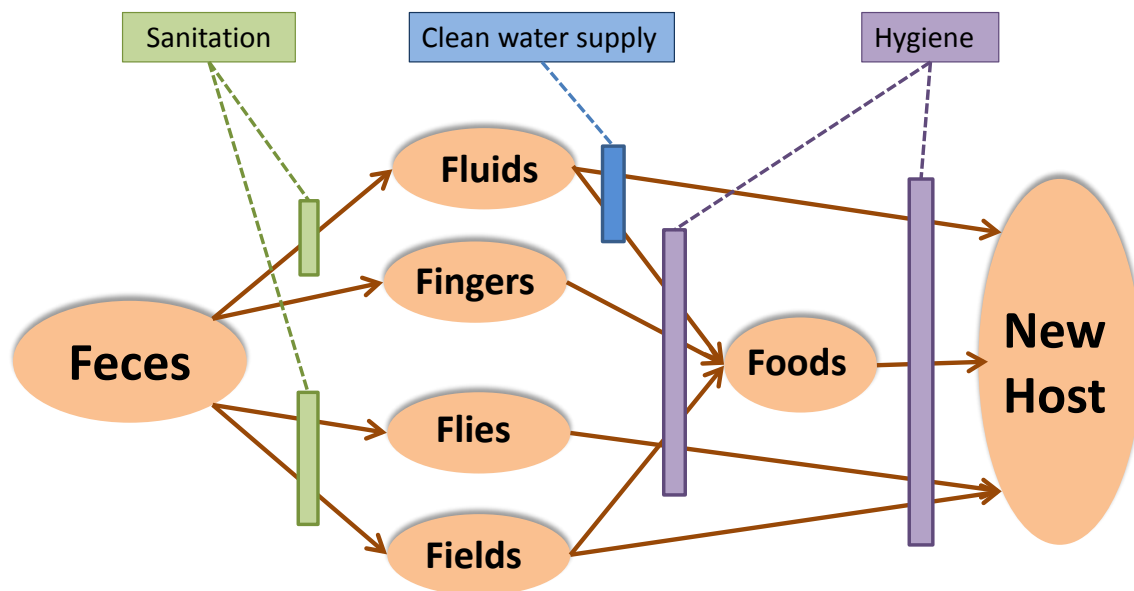 Sanitation
Clean water supply
Hygiene
Fluids
Fingers
Feces
Foods
New
Host
Flies
Fields